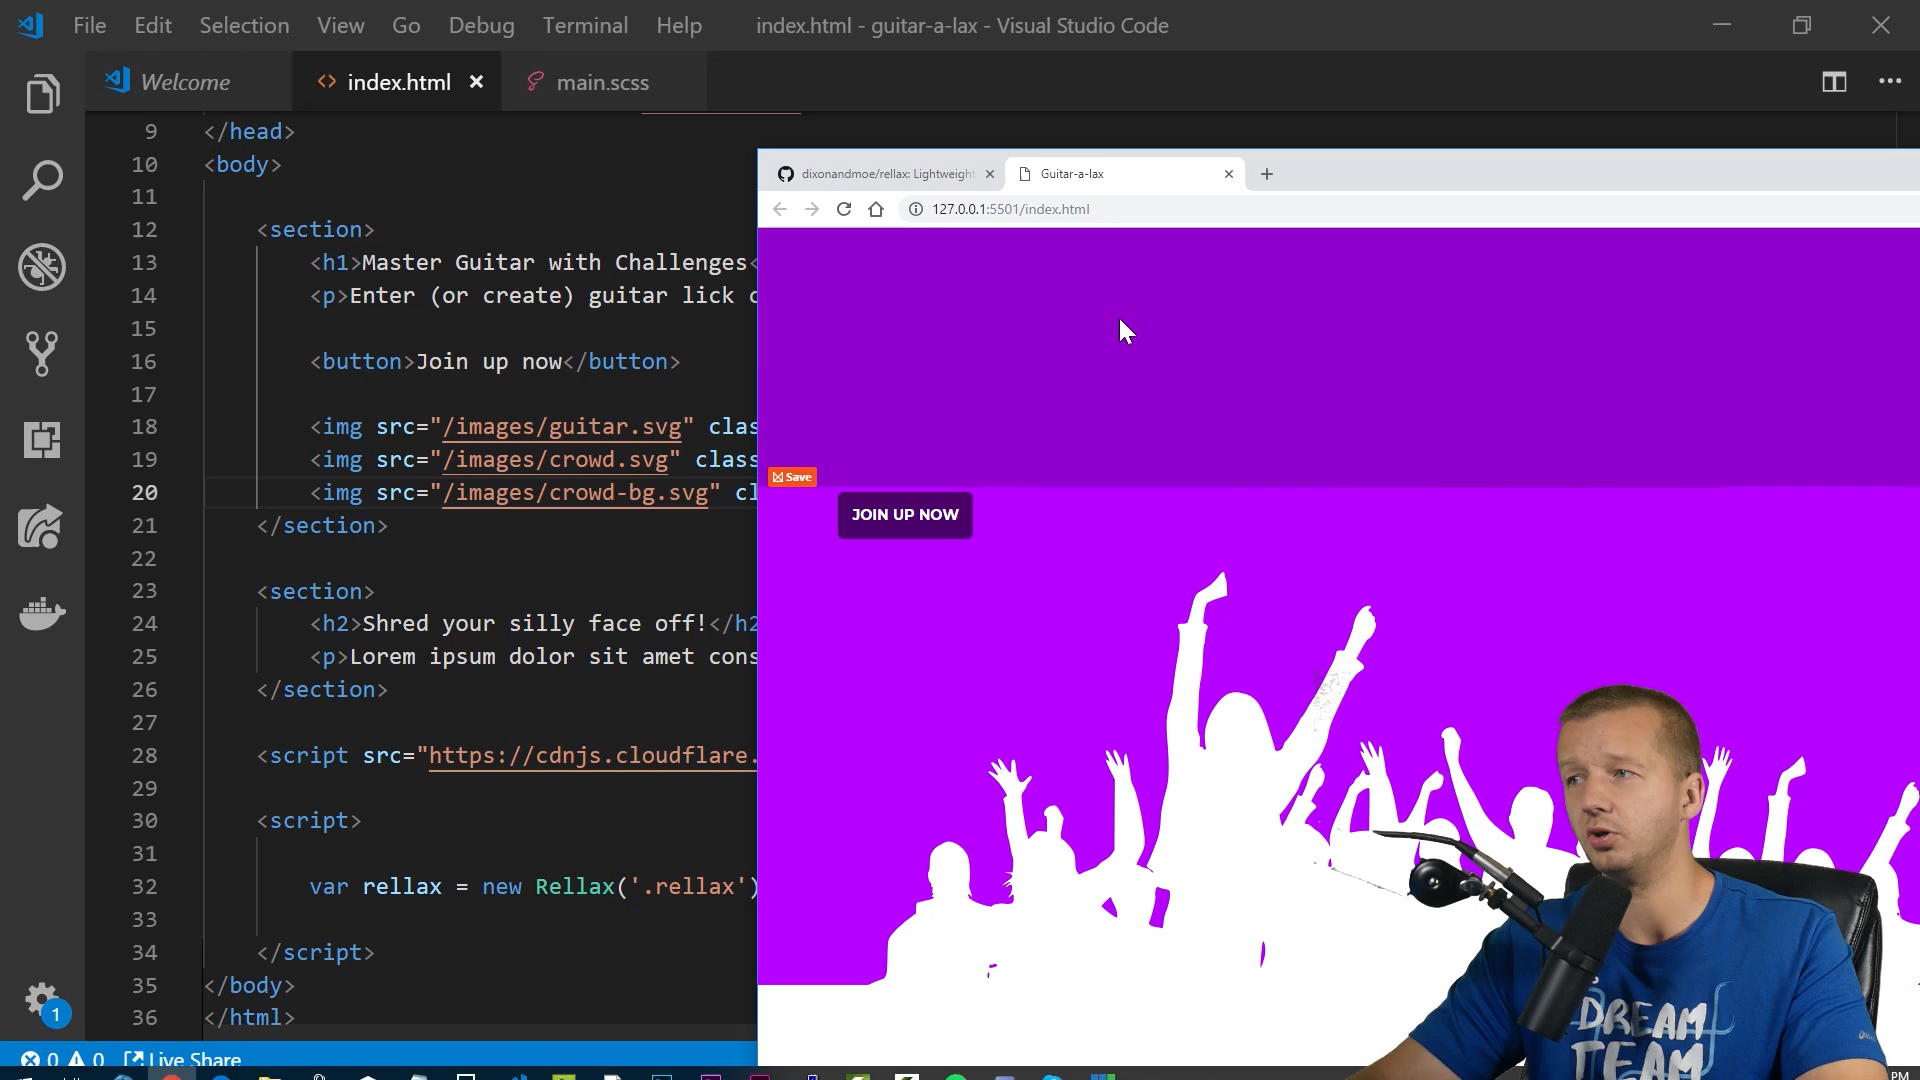 File Edit Selection View Go Debug Terminal Help index.html - guitar-a-lax - Visual Studio Code
Welcome index.html main.scss
9 </head>
10 <body>
11
12 <section>
13 <h1>Master Guitar with Challenges<
14 <p>Enter (or create) guitar lick c
15
16 <button>Join up now</button>
17
18 <img src="/images/guitar.svg" clas
19 <img src="/images/crowd.svg" class
20 <img src="/images/crowd-bg.svg" cl
21 </section>
22
23 <section>
24 <h2>Shred your silly face off!</h2
25 <p>Lorem ipsum dolor sit amet cons
26 </section>
27
28 <script src="https://cdnjs.cloudflare.
29
30 <script>
31
32 var rellax = new Rellax('.rellax')
33
34 </script>
35 </body>
36 </html>
1
0 0 Live Share
dixonandmoe/rellax: Lightweight Guitar-a-lax
127.0.0.1:5501/index.html
Save
JOIN UP NOW
DREAM
TEAM
PM